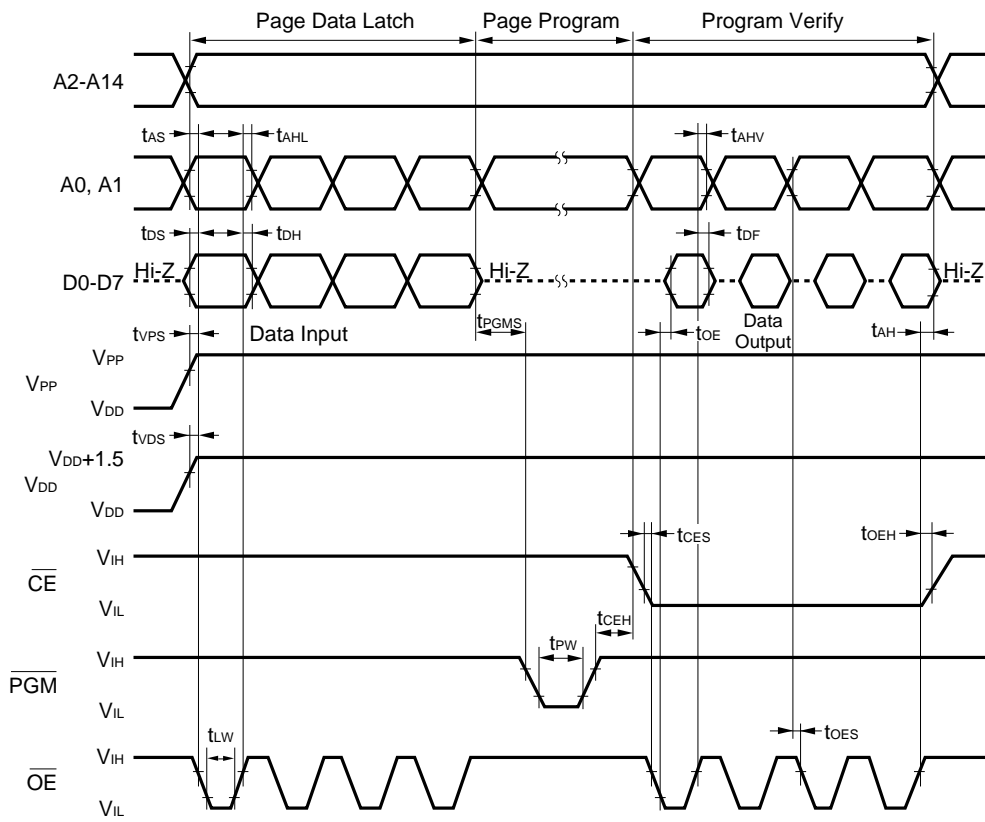 Page Data Latch Page Program Program Verify
A2-A14
tAS tAHL tAHV
A0, A1
tDS tDH tDF
Hi-Z Hi-Z Hi-Z
D0-D7
tVPS Data Input tPGMS tOE Data Output tAH
VPP
VPP
VDD
tVDS
VDD+1.5
VDD
VDD
tCES tOEH
VIH
CE
VIL
tCEH
tPW
VIH
PGM
VIL
tLW tOES
VIH
OE
VIL